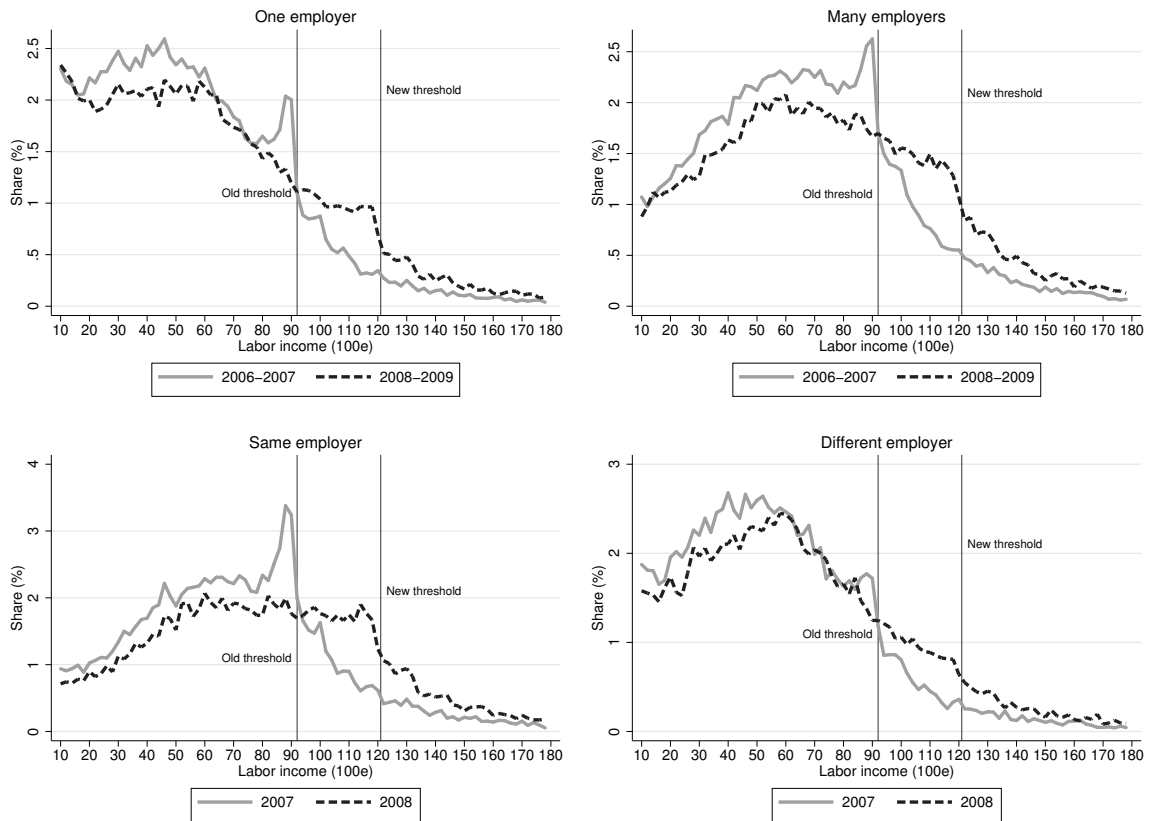 One employer
Share (%)
0 .5 1 1.5 2 2.5
New threshold
Old threshold
10 20 30 40 50 60 70 80 90 100 110 120 130 140 150 160 170 180
Labor income (100e)
2006–2007 2008–2009
Many employers
Share (%)
0 .5 1 1.5 2 2.5
New threshold
Old threshold
10 20 30 40 50 60 70 80 90 100 110 120 130 140 150 160 170 180
Labor income (100e)
2006–2007 2008–2009
Same employer
Share (%)
0 1 2 3 4
New threshold
Old threshold
10 20 30 40 50 60 70 80 90 100 110 120 130 140 150 160 170 180
Labor income (100e)
2007 2008
Different employer
Share (%)
0 1 2 3
New threshold
Old threshold
10 20 30 40 50 60 70 80 90 100 110 120 130 140 150 160 170 180
Labor income (100e)
2007 2008